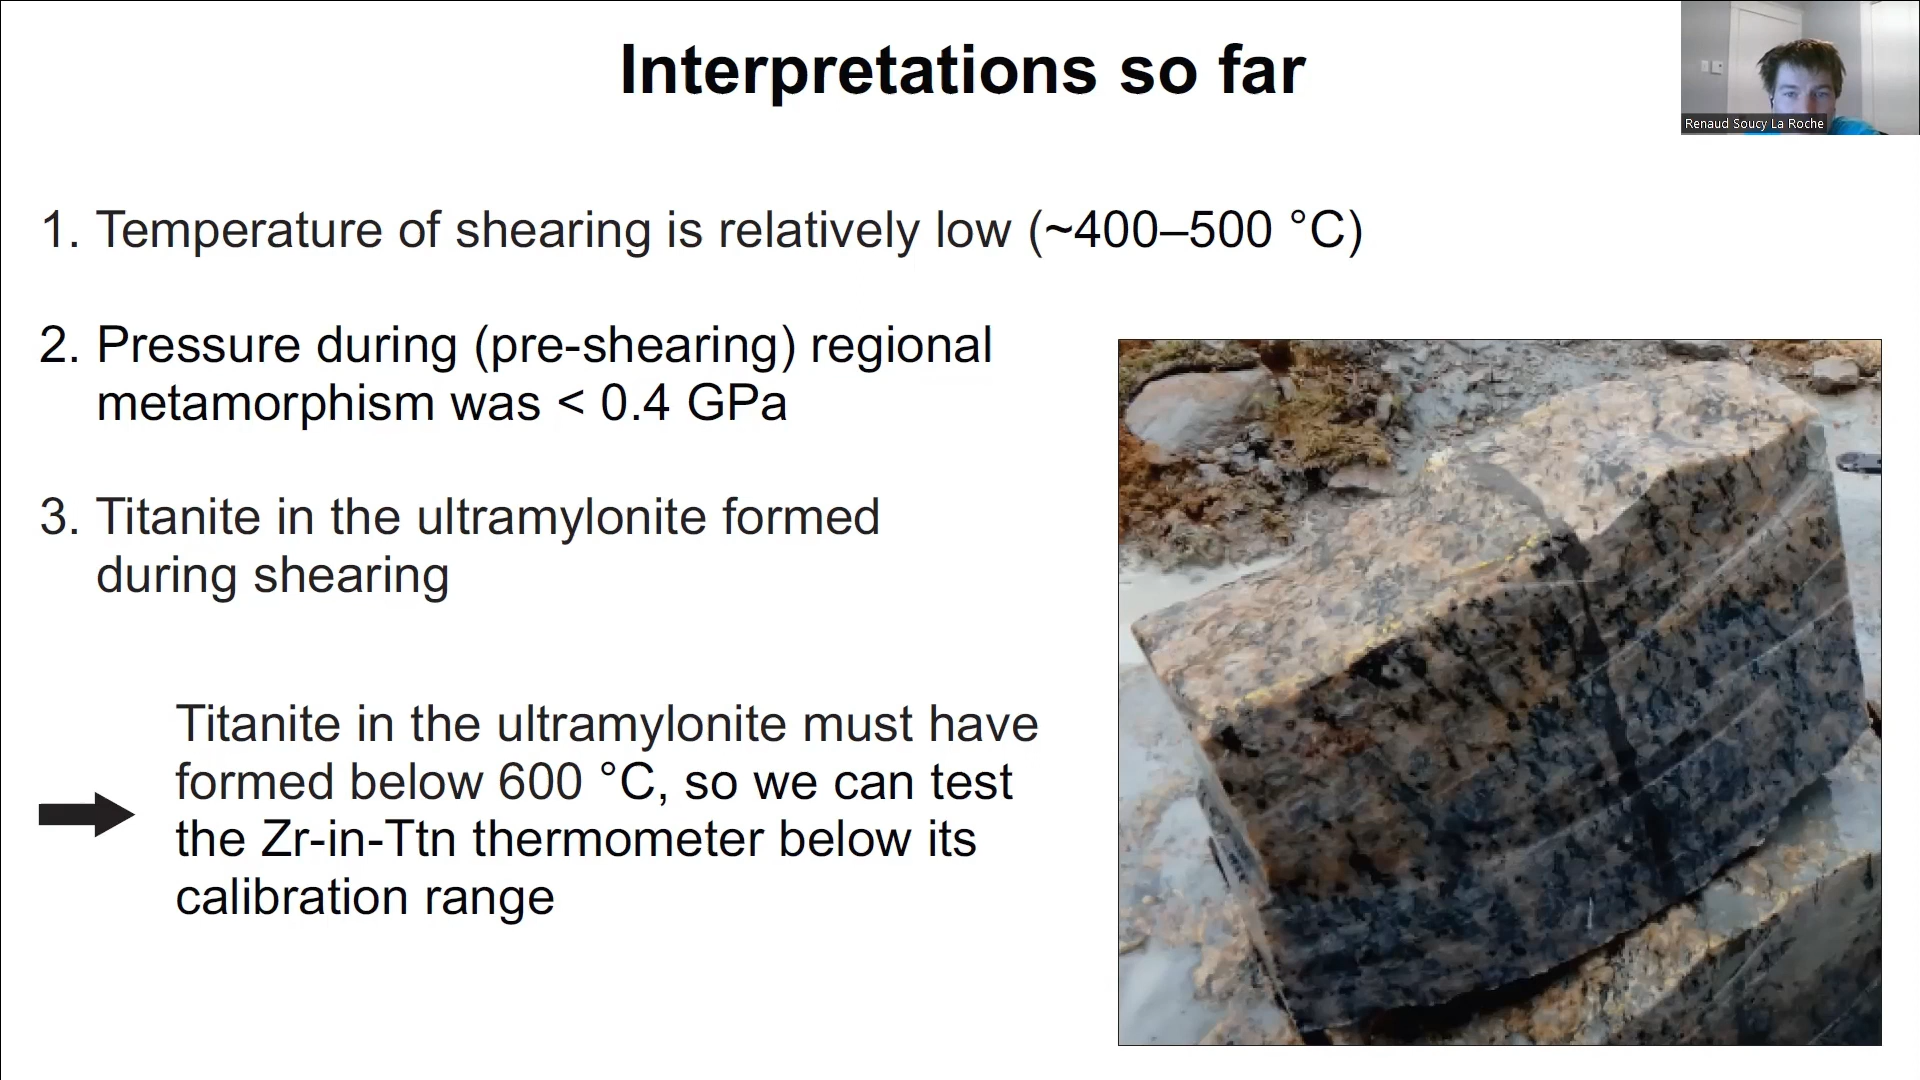 Interpretations so far
Renaud Soucy La Roche
1. Temperature of shearing is relatively low (~400–500 °C)
2. Pressure during (pre-shearing) regional
metamorphism was < 0.4 GPa
3. Titanite in the ultramylonite formed
during shearing
Titanite in the ultramylonite must have
formed below 600 °C, so we can test
the Zr-in-Ttn thermometer below its
calibration range